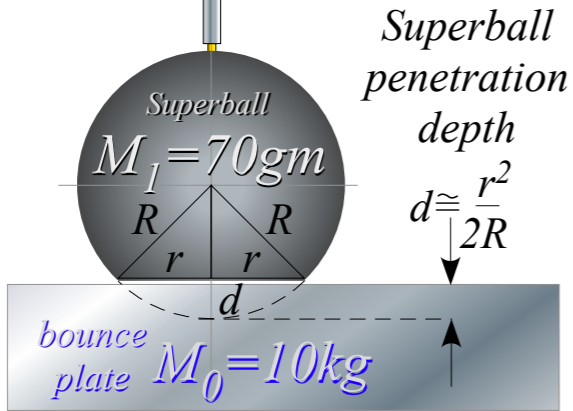 Superball
penetration
depth
d≅r²/2R
Superball
M₁=70gm
R R
r r
d
bounce
plate
M₀=10kg